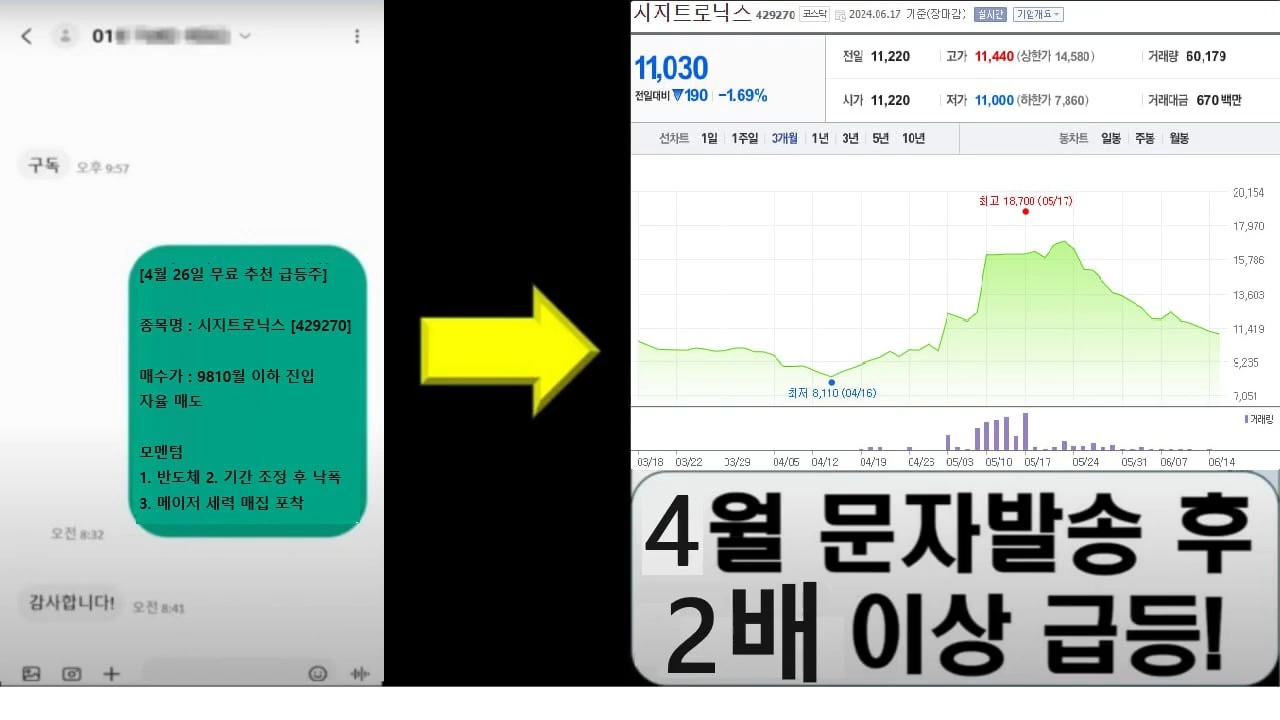 01
구독 오후 9:57
[4월 26일 무료 추천 급등주]
종목명 : 시지트로닉스 [429270]
매수가 : 9810월 이하 진입
자율 매도
모멘텀
1. 반도체 2. 기간 조정 후 낙폭
3. 메이저 세력 매집 포착
오전 8:32
감사합니다! 오전 8:41
시지트로닉스 429270 코스닥 2024.06.17 기준(장마감) 실시간 기업개요
11,030
전일대비 ▼190 -1.69%
전일 11,220 고가 11,440 (상한가 14,580) 거래량 60,179
시가 11,220 저가 11,000 (하한가 7,860) 거래대금 670 백만
선차트 1일 1주일 3개월 1년 3년 5년 10년 봉차트 일봉 주봉 월봉
최고 18,700 (05/17)
최저 8,110 (04/16)
20,154
17,970
15,786
13,603
11,419
9,235
7,051
거래량
03/18 03/22 03/29 04/05 04/12 04/19 04/26 05/03 05/10 05/17 05/24 05/31 06/07 06/14
4월 문자발송 후
2배 이상 급등!